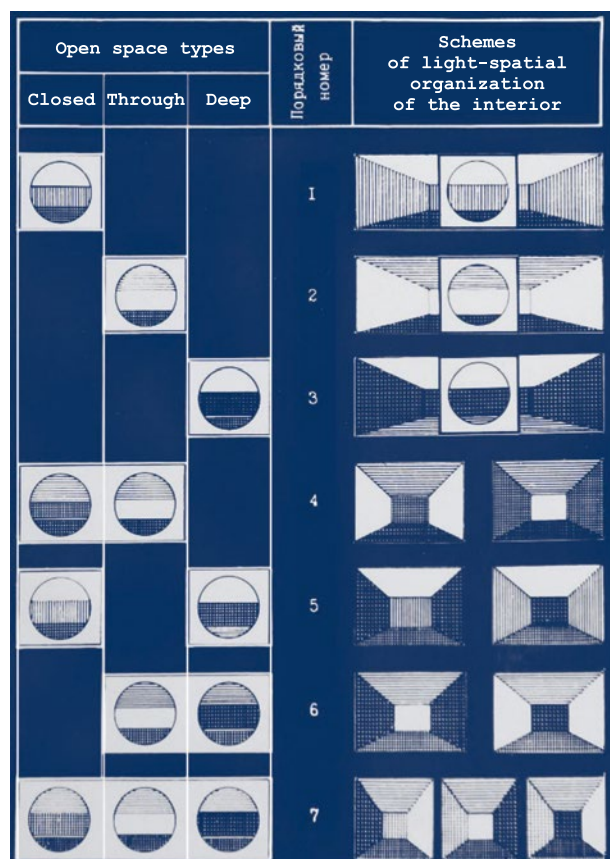 Open space types
Closed Through Deep
Порядковый
номер
Schemes
of light-spatial
organization
of the interior
1
2
3
4
5
6
7